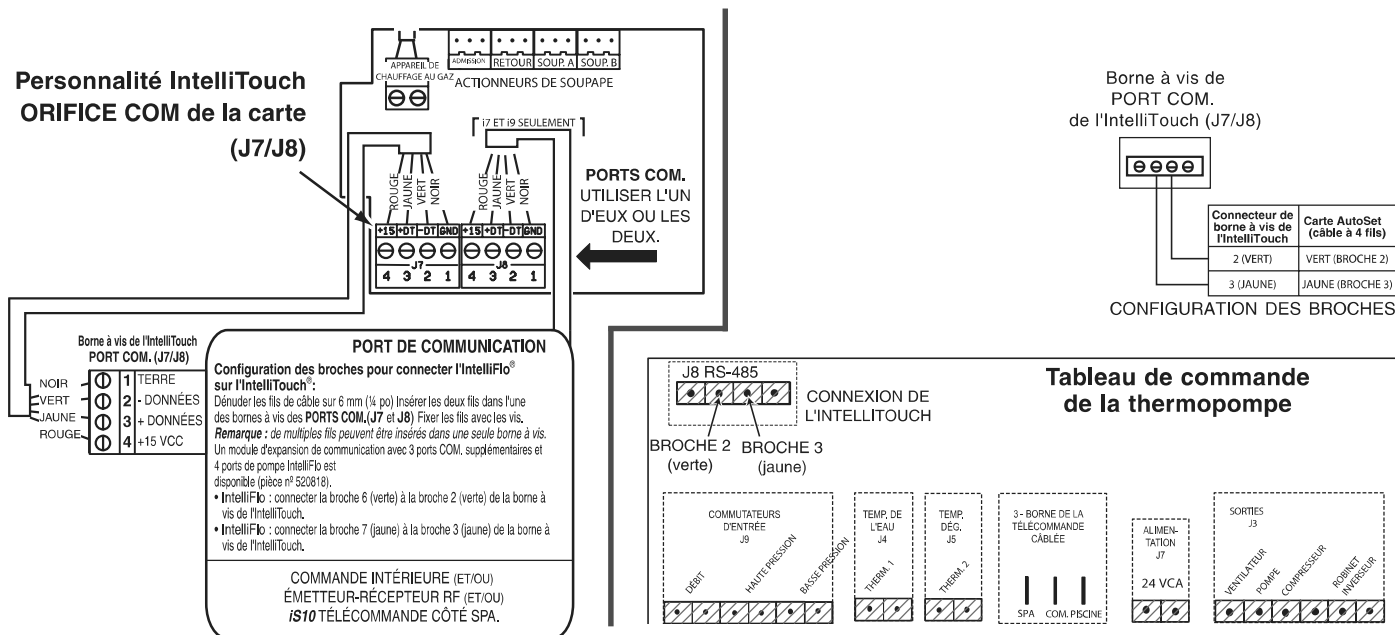 Personnalité IntelliTouch
ORIFICE COM de la carte
(J7/J8)
APPAREIL DE
CHAUFFAGE AU GAZ
ADMISSION
RETOUR
SOUP. A
SOUP. B
ACTIONNEURS DE SOUPAPE
i7 ET i9 SEULEMENT
ROUGE
JAUNE
VERT
NOIR
ROUGE
JAUNE
VERT
NOIR
+15 +DT -DT GND +15 +DT -DT GND
J7 J8
4 3 2 1 4 3 2 1
PORTS COM.
UTILISER L'UN
D'EUX OU LES
DEUX.
Borne à vis de l'IntelliTouch
PORT COM. (J7/J8)
NOIR 1 TERRE
VERT 2 - DONNÉES
JAUNE 3 + DONNÉES
ROUGE 4 +15 VCC
PORT DE COMMUNICATION
Configuration des broches pour connecter l'IntelliFlo®
sur l'IntelliTouch®:
Dénuder les fils de câble sur 6 mm (¼ po) Insérer les deux fils dans l'une
des bornes à vis des PORTS COM.(J7 et J8) Fixer les fils avec les vis.
Remarque : de multiples fils peuvent être insérés dans une seule borne à vis.
Un module d'expansion de communication avec 3 ports COM. supplémentaires et
4 ports de pompe IntelliFlo est
disponible (pièce nº 520818).
• IntelliFlo : connecter la broche 6 (verte) à la broche 2 (verte) de la borne à
vis de l'IntelliTouch.
• IntelliFlo : connecter la broche 7 (jaune) à la broche 3 (jaune) de la borne à
vis de l'IntelliTouch.
COMMANDE INTÉRIEURE (ET/OU)
ÉMETTEUR-RÉCEPTEUR RF (ET/OU)
iS10 TÉLÉCOMMANDE CÔTÉ SPA.
Borne à vis de
PORT COM.
de l'IntelliTouch (J7/J8)
Connecteur de
borne à vis de
l'IntelliTouch
Carte AutoSet
(câble à 4 fils)
2 (VERT) VERT (BROCHE 2)
3 (JAUNE) JAUNE (BROCHE 3)
CONFIGURATION DES BROCHES
Tableau de commande
de la thermopompe
J8 RS-485
CONNEXION DE
L'INTELLITOUCH
BROCHE 2
(verte)
BROCHE 3
(jaune)
COMMUTATEURS
D'ENTRÉE
J9
DÉBIT
HAUTE PRESSION
BASSE PRESSION
TEMP. DE
L'EAU
J4
THERM. 1
TEMP.
DÉG.
J5
THERM. 2
3 - BORNE DE LA
TÉLÉCOMMANDE
CÂBLÉE
SPA COM. PISCINE
ALIMEN-
TATION
J7
24 VCA
SORTIES
J3
VENTILATEUR
POMPE
COMPRESSEUR
ROBINET
INVERSEUR